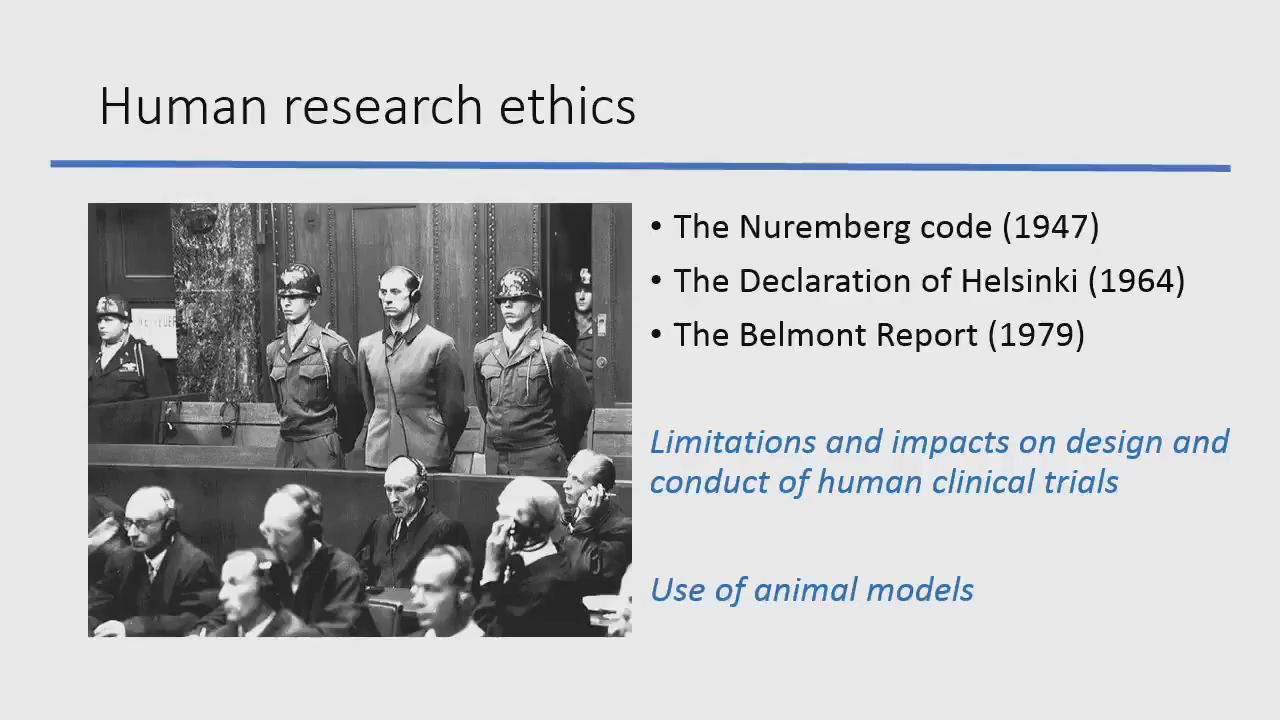 Human research ethics
• The Nuremberg code (1947)
• The Declaration of Helsinki (1964)
• The Belmont Report (1979)
Limitations and impacts on design and
conduct of human clinical trials
Use of animal models